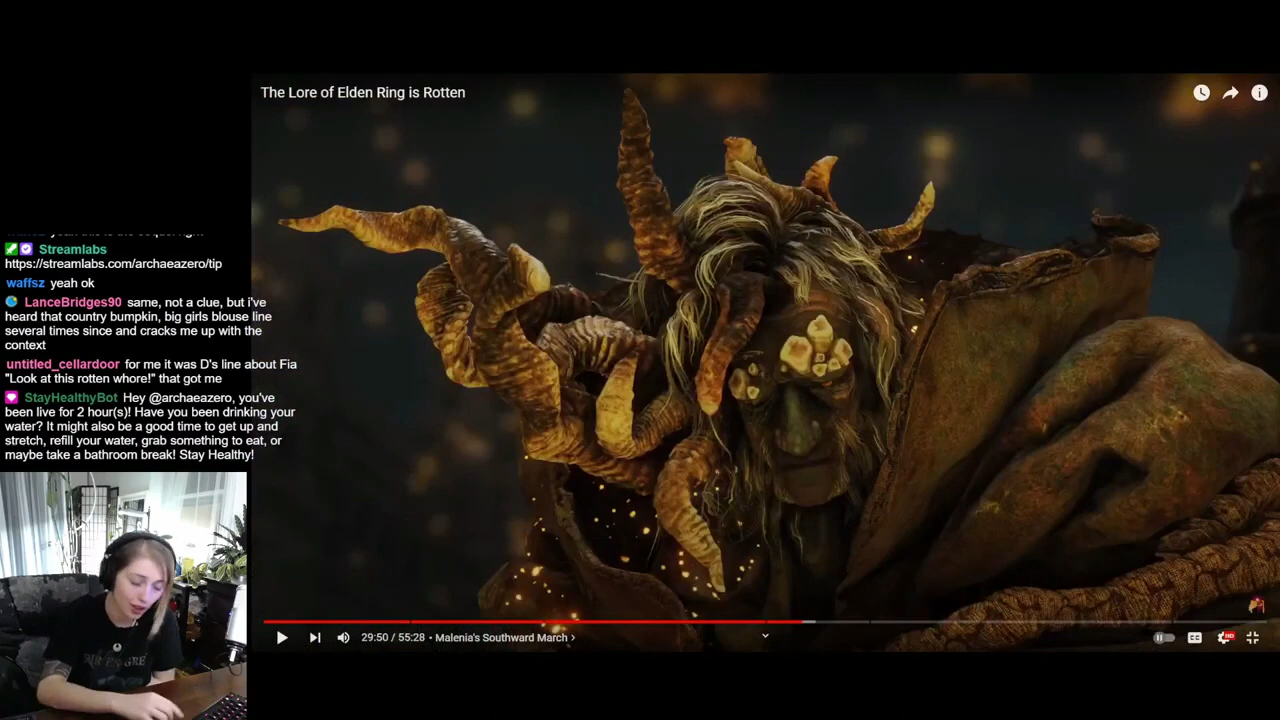 The Lore of Elden Ring is Rotten
Streamlabs
https://streamlabs.com/archaeazero/tip
waffsz yeah ok
LanceBridges90 same, not a clue, but i've
heard that country bumpkin, big girls blouse line
several times since and cracks me up with the
context
untitled_cellardoor for me it was D's line about Fia
"Look at this rotten whore!" that got me
StayHealthyBot Hey @archaeazero, you've
been live for 2 hour(s)! Have you been drinking your
water? It might also be a good time to get up and
stretch, refill your water, grab something to eat, or
maybe take a bathroom break! Stay Healthy!
29:50 / 55:28 • Malenia's Southward March ›
CC
HD